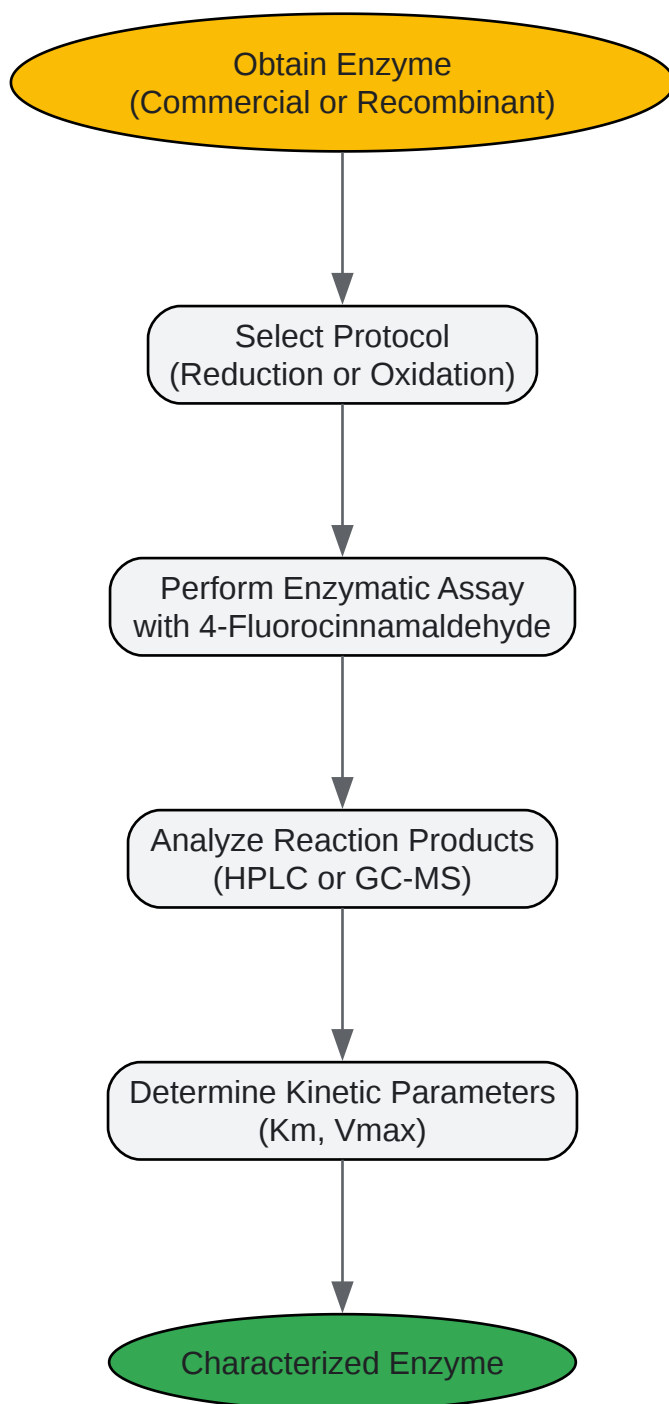 Obtain Enzyme
(Commercial or Recombinant)
Select Protocol
(Reduction or Oxidation)
Perform Enzymatic Assay
with 4-Fluorocinnamaldehyde
Analyze Reaction Products
(HPLC or GC-MS)
Determine Kinetic Parameters
(Km, Vmax)
Characterized Enzyme